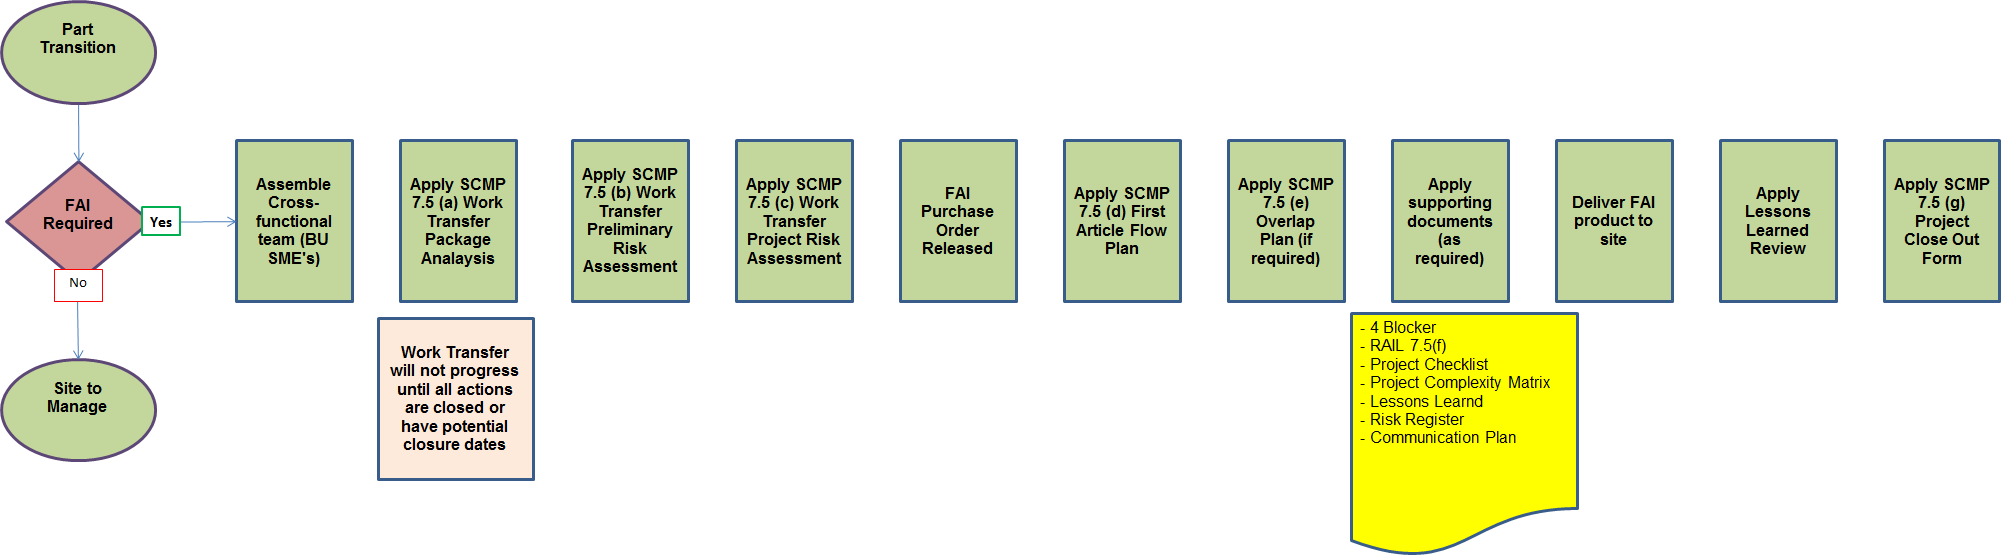 Part
Transition
FAI
Required
Yes
No
Site to
Manage
Assemble
Cross-
functional
team (BU
SME's)
Apply SCMP
7.5 (a) Work
Transfer
Package
Analaysis
Work Transfer
will not progress
until all actions
are closed or
have potential
closure dates
Apply SCMP
7.5 (b) Work
Transfer
Preliminary
Risk
Assessment
Apply SCMP
7.5 (c) Work
Transfer
Project Risk
Assessment
FAI
Purchase
Order
Released
Apply SCMP
7.5 (d) First
Article Flow
Plan
Apply SCMP
7.5 (e)
Overlap
Plan (if
required)
Apply
supporting
documents
(as
required)
- 4 Blocker
- RAIL 7.5(f)
- Project Checklist
- Project Complexity Matrix
- Lessons Learnd
- Risk Register
- Communication Plan
Deliver FAI
product to
site
Apply
Lessons
Learned
Review
Apply SCMP
7.5 (g)
Project
Close Out
Form